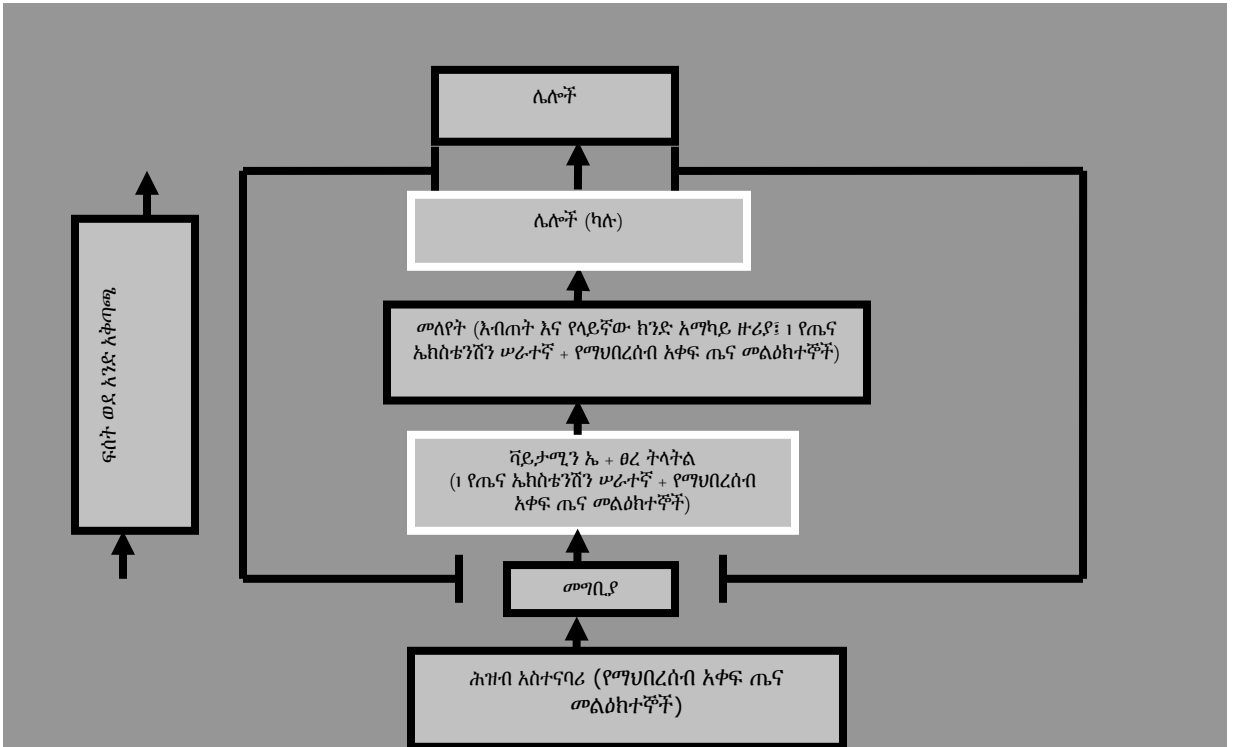 ሌሎች
ሌሎች (ካሉ)
ፍሰት ወደ አንድ አቅጣጫ
መለየት (እብጠት እና የላይኛው ክንድ አማካይ ዙሪያ፤ ፤ 1 የጤና
ኤክስቴንሽን ሠራተኛ + የማህበረሰብ አቀፍ ጤና መልዕክተኞች)
ቫይታሚን ኤ + ፀረ ትላትል
(1 የጤና ኤክስቴንሽን ሠራተኛ + የማህበረሰብ
አቀፍ ጤና መልዕክተኞች)
መግቢያ
ሕዝብ አስተናባሪ (የማህበረሰብ አቀፍ ጤና
መልዕክተኞች)